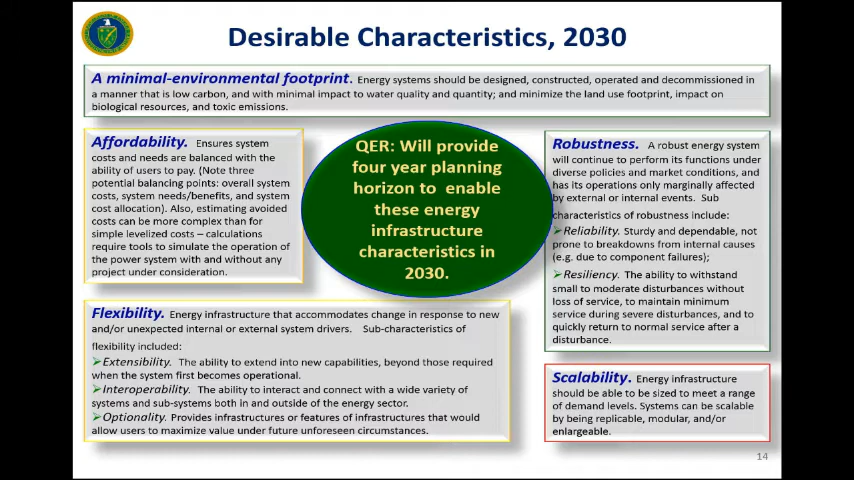 Desirable Characteristics, 2030
A minimal-environmental footprint. Energy systems should be designed, constructed, operated and decommissioned in
a manner that is low carbon, and with minimal impact to water quality and quantity; and minimize the land use footprint, impact on
biological resources, and toxic emissions.
Affordability. Ensures system
costs and needs are balanced with the
ability of users to pay. (Note three
potential balancing points: overall system
costs, system needs/benefits, and system
cost allocation). Also, estimating avoided
costs can be more complex than for
simple levelized costs – calculations
require tools to simulate the operation of
the power system with and without any
project under consideration.
QER: Will provide
four year planning
horizon to enable
these energy
infrastructure
characteristics in
2030.
Robustness. A robust energy system
will continue to perform its functions under
diverse policies and market conditions, and
has its operations only marginally affected
by external or internal events. Sub
characteristics of robustness include:
➢Reliability. Sturdy and dependable, not
prone to breakdowns from internal causes
(e.g. due to component failures);
➢Resiliency. The ability to withstand
small to moderate disturbances without
loss of service, to maintain minimum
service during severe disturbances, and to
quickly return to normal service after a
disturbance.
Flexibility. Energy infrastructure that accommodates change in response to new
and/or unexpected internal or external system drivers. Sub-characteristics of
flexibility included:
➢Extensibility. The ability to extend into new capabilities, beyond those required
when the system first becomes operational.
➢Interoperability. The ability to interact and connect with a wide variety of
systems and sub-systems both in and outside of the energy sector.
➢Optionality. Provides infrastructures or features of infrastructures that would
allow users to maximize value under future unforeseen circumstances.
Scalability. Energy infrastructure
should be able to be sized to meet a range
of demand levels. Systems can be scalable
by being replicable, modular, and/or
enlargeable.
14